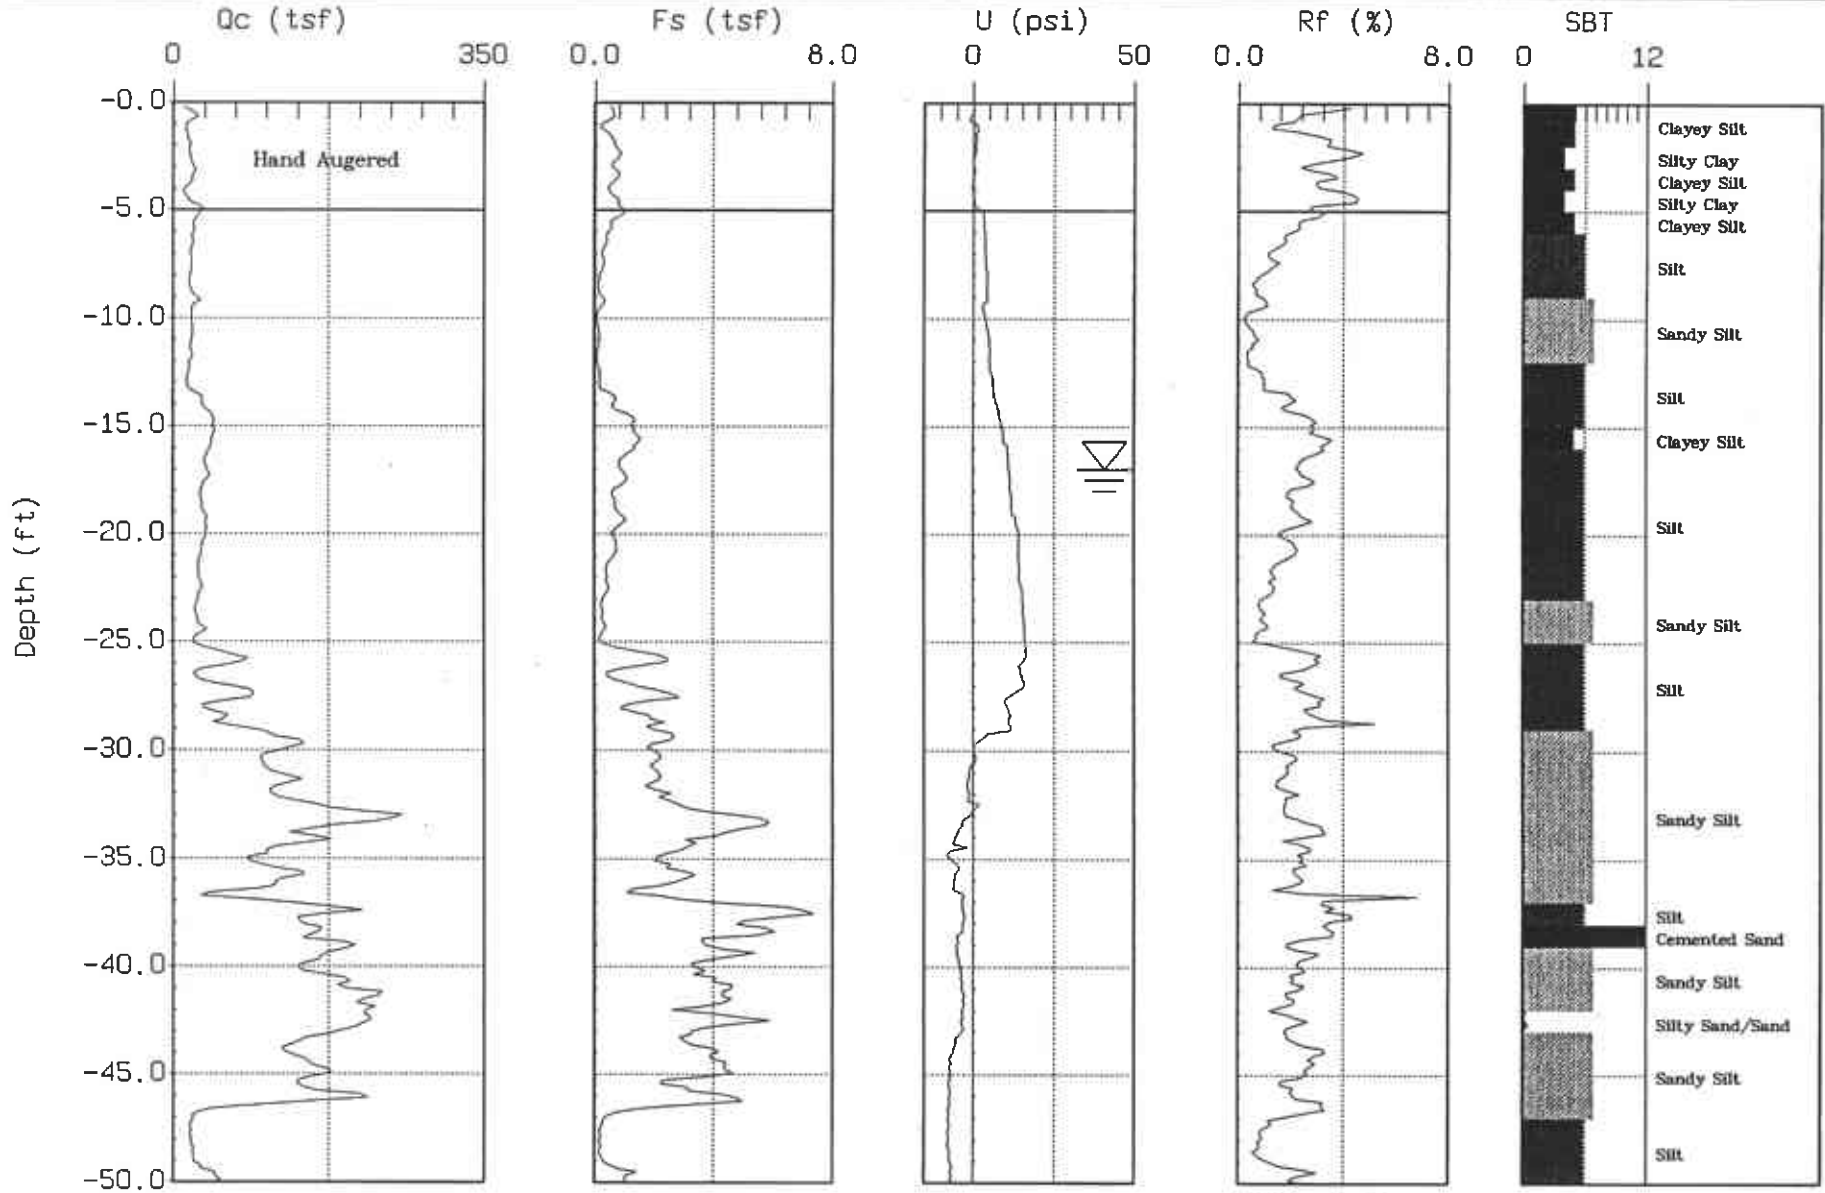 Qc (tsf) Fs (tsf) U (psi) Rf (%) SBT
0 350 0.0 8.0 0 50 0.0 8.0 0 12
-0.0
Clayey Silt
Hand Augered
Silty Clay
Clayey Silt
Silty Clay
-5.0
Clayey Silt
Silt
-10.0
Sandy Silt
Silt
-15.0
Clayey Silt
Silt
-20.0
Depth (ft)
Sandy Silt
-25.0
Silt
-30.0
Sandy Silt
-35.0
Silt
Cemented Sand
-40.0
Sandy Silt
Silty Sand/Sand
-45.0
Sandy Silt
Silt
-50.0